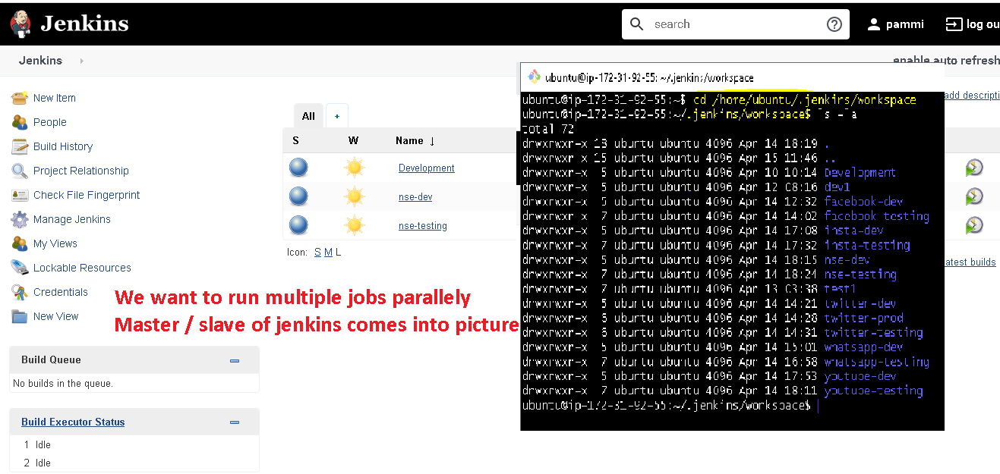 Jenkins
search
pammi
log ou
Jenkins
enable auto refresh
New Item
People
Build History
Project Relationship
Check File Fingerprint
Manage Jenkins
My Views
Lockable Resources
Credentials
New View
add descripti
All +
S W Name ↓
Development
nse-dev
nse-testing
Icon: S M L
atest builds
We want to run multiple jobs parallely
Master / slave of jenkins comes into picture
Build Queue
No builds in the queue.
Build Executor Status
1 Idle
2 Idle
ubuntu@ip-172-31-92-55: ~/.jenkins/workspace
ubuntu@ip-172-31-92-55:~$ cd /home/ubuntu/.jenkins/workspace
ubuntu@ip-172-31-92-55:~/.jenkins/workspace$ ls -la
total 72
drwxrwxr-x 18 ubuntu ubuntu 4096 Apr 14 18:19 .
drwxrwxr-x 15 ubuntu ubuntu 4096 Apr 15 11:46 ..
drwxrwxr-x 5 ubuntu ubuntu 4096 Apr 10 10:14 Development
drwxrwxr-x 5 ubuntu ubuntu 4096 Apr 12 08:16 dev1
drwxrwxr-x 5 ubuntu ubuntu 4096 Apr 14 12:32 facebook-dev
drwxrwxr-x 7 ubuntu ubuntu 4096 Apr 14 14:02 facebook-testing
drwxrwxr-x 5 ubuntu ubuntu 4096 Apr 14 17:08 insta-dev
drwxrwxr-x 7 ubuntu ubuntu 4096 Apr 14 17:32 insta-testing
drwxrwxr-x 5 ubuntu ubuntu 4096 Apr 14 18:15 nse-dev
drwxrwxr-x 7 ubuntu ubuntu 4096 Apr 14 18:24 nse-testing
drwxrwxr-x 7 ubuntu ubuntu 4096 Apr 13 03:38 test1
drwxrwxr-x 5 ubuntu ubuntu 4096 Apr 14 14:21 twitter-dev
drwxrwxr-x 6 ubuntu ubuntu 4096 Apr 14 14:28 twitter-prod
drwxrwxr-x 6 ubuntu ubuntu 4096 Apr 14 14:31 twitter-testing
drwxrwxr-x 5 ubuntu ubuntu 4096 Apr 14 15:01 whatsapp-dev
drwxrwxr-x 7 ubuntu ubuntu 4096 Apr 14 16:58 whatsapp-testing
drwxrwxr-x 5 ubuntu ubuntu 4096 Apr 14 17:53 youtube-dev
drwxrwxr-x 7 ubuntu ubuntu 4096 Apr 14 18:11 youtube-testing
ubuntu@ip-172-31-92-55:~/.jenkins/workspace$